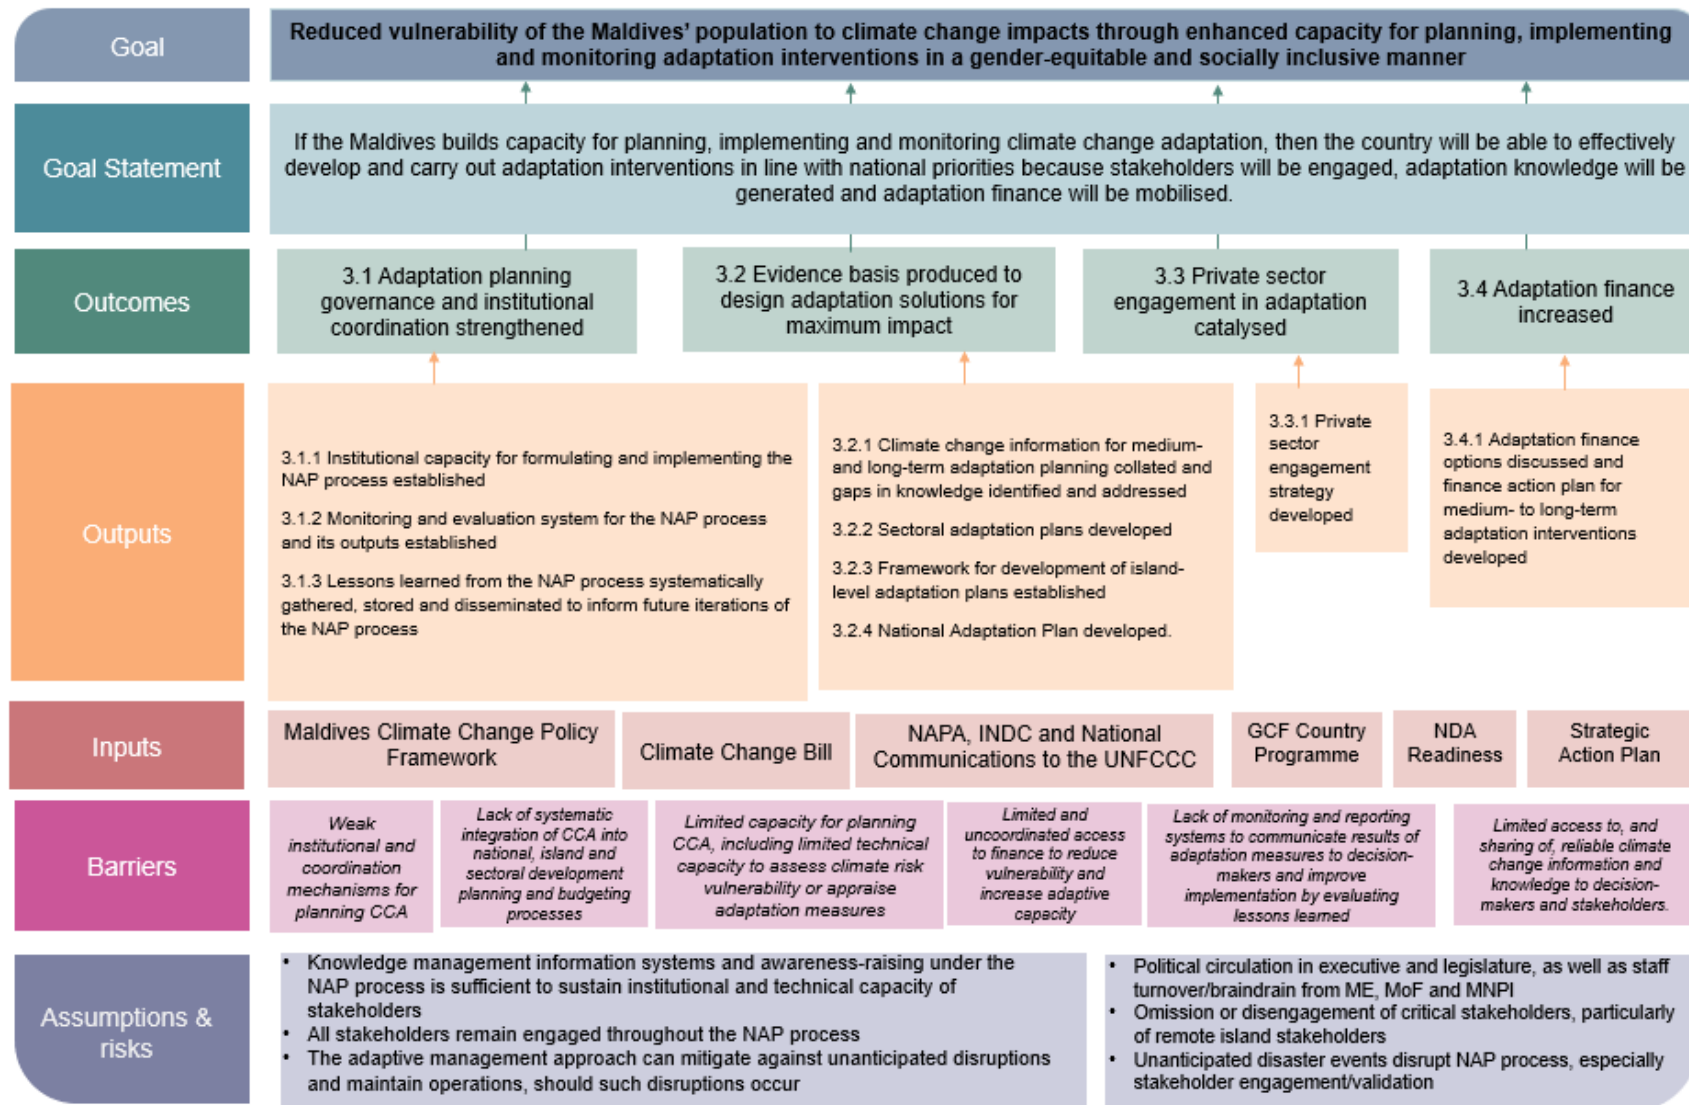 Goal
Reduced vulnerability of the Maldives' population to climate change impacts through enhanced capacity for planning, implementing
and monitoring adaptation interventions in a gender-equitable and socially inclusive manner
Goal Statement
If the Maldives builds capacity for planning, implementing and monitoring climate change adaptation, then the country will be able to effectively
develop and carry out adaptation interventions in line with national priorities because stakeholders will be engaged, adaptation knowledge will be
generated and adaptation finance will be mobilised.
Outcomes
3.1 Adaptation planning
governance and institutional
coordination strengthened
3.2 Evidence basis produced to
design adaptation solutions for
maximum impact
3.3 Private sector
engagement in adaptation
catalysed
3.4 Adaptation finance
increased
Outputs
3.1.1 Institutional capacity for formulating and implementing the
NAP process established
3.1.2 Monitoring and evaluation system for the NAP process
and its outputs established
3.1.3 Lessons learned from the NAP process systematically
gathered, stored and disseminated to inform future iterations of
the NAP process
3.2.1 Climate change information for medium-
and long-term adaptation planning collated and
gaps in knowledge identified and addressed
3.2.2 Sectoral adaptation plans developed
3.2.3 Framework for development of island-
level adaptation plans established
3.2.4 National Adaptation Plan developed.
3.3.1 Private
sector
engagement
strategy
developed
3.4.1 Adaptation finance
options discussed and
finance action plan for
medium- to long-term
adaptation interventions
developed
Inputs
Maldives Climate Change Policy
Framework
Climate Change Bill
NAPA, INDC and National
Communications to the UNFCCC
GCF Country
Programme
NDA
Readiness
Strategic
Action Plan
Barriers
Weak
institutional and
coordination
mechanisms for
planning CCA
Lack of systematic
integration of CCA into
national, island and
sectoral development
planning and budgeting
processes
Limited capacity for planning
CCA, including limited technical
capacity to assess climate risk
vulnerability or appraise
adaptation measures
Limited and
uncoordinated access
to finance to reduce
vulnerability and
increase adaptive
capacity
Lack of monitoring and reporting
systems to communicate results of
adaptation measures to decision-
makers and improve
implementation by evaluating
lessons learned
Limited access to, and
sharing of, reliable climate
change information and
knowledge to decision-
makers and stakeholders.
Assumptions &
risks
• Knowledge management information systems and awareness-raising under the
NAP process is sufficient to sustain institutional and technical capacity of
stakeholders
• All stakeholders remain engaged throughout the NAP process
• The adaptive management approach can mitigate against unanticipated disruptions
and maintain operations, should such disruptions occur
• Political circulation in executive and legislature, as well as staff
turnover/braindrain from ME, MoF and MNPI
• Omission or disengagement of critical stakeholders, particularly
of remote island stakeholders
• Unanticipated disaster events disrupt NAP process, especially
stakeholder engagement/validation